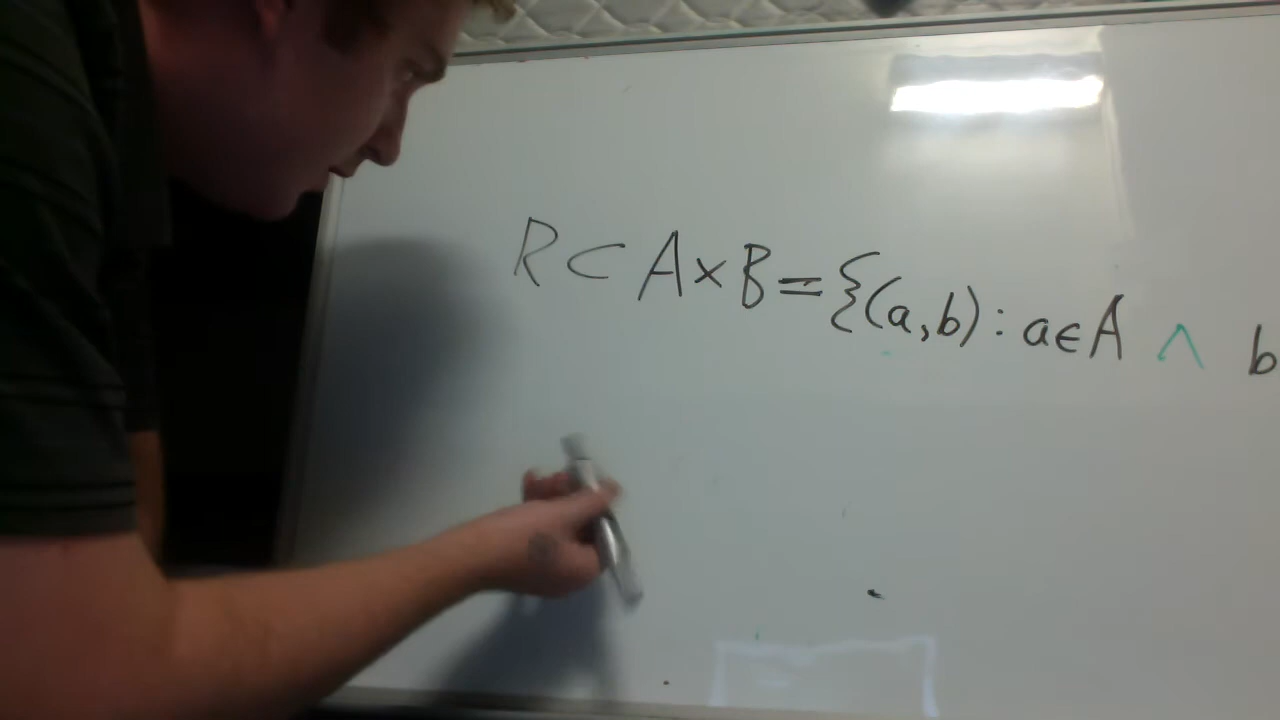 R ⊂ A × B = {(a,b) : a ∈ A ∧ b